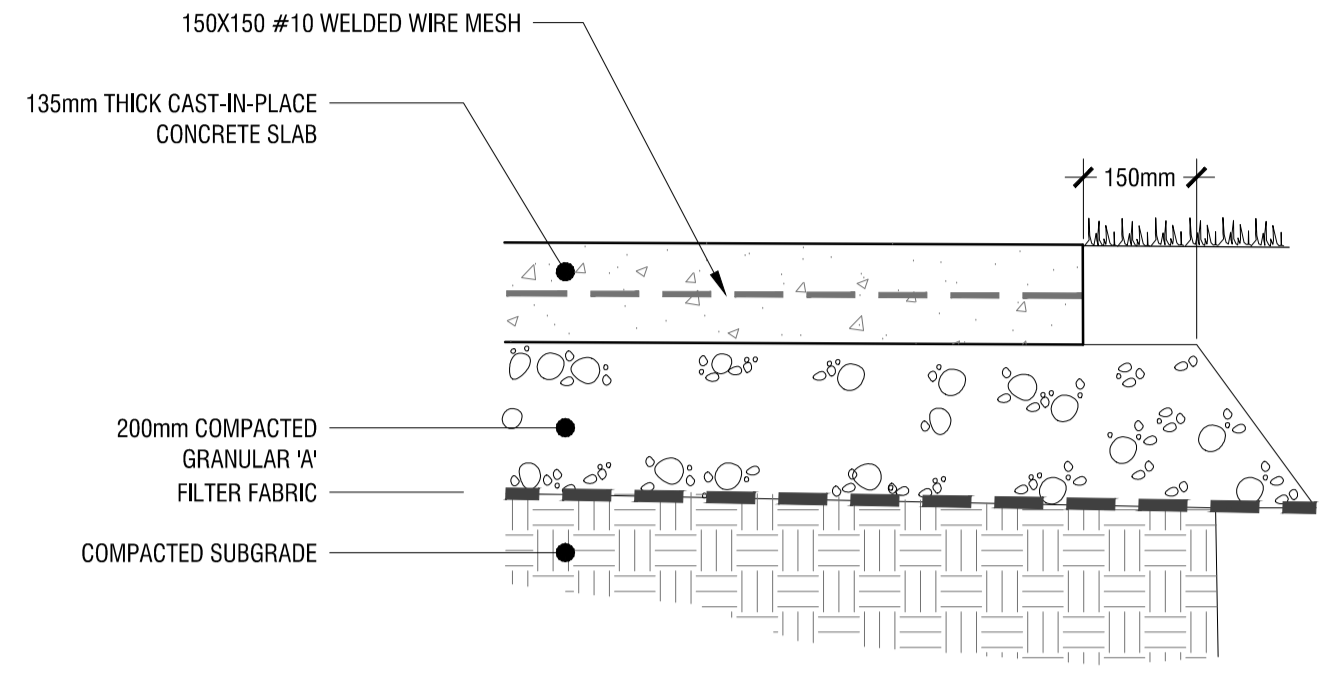 150X150 #10 WELDED WIRE MESH
135mm THICK CAST-IN-PLACE
CONCRETE SLAB
150mm
200mm COMPACTED
GRANULAR 'A'
FILTER FABRIC
COMPACTED SUBGRADE